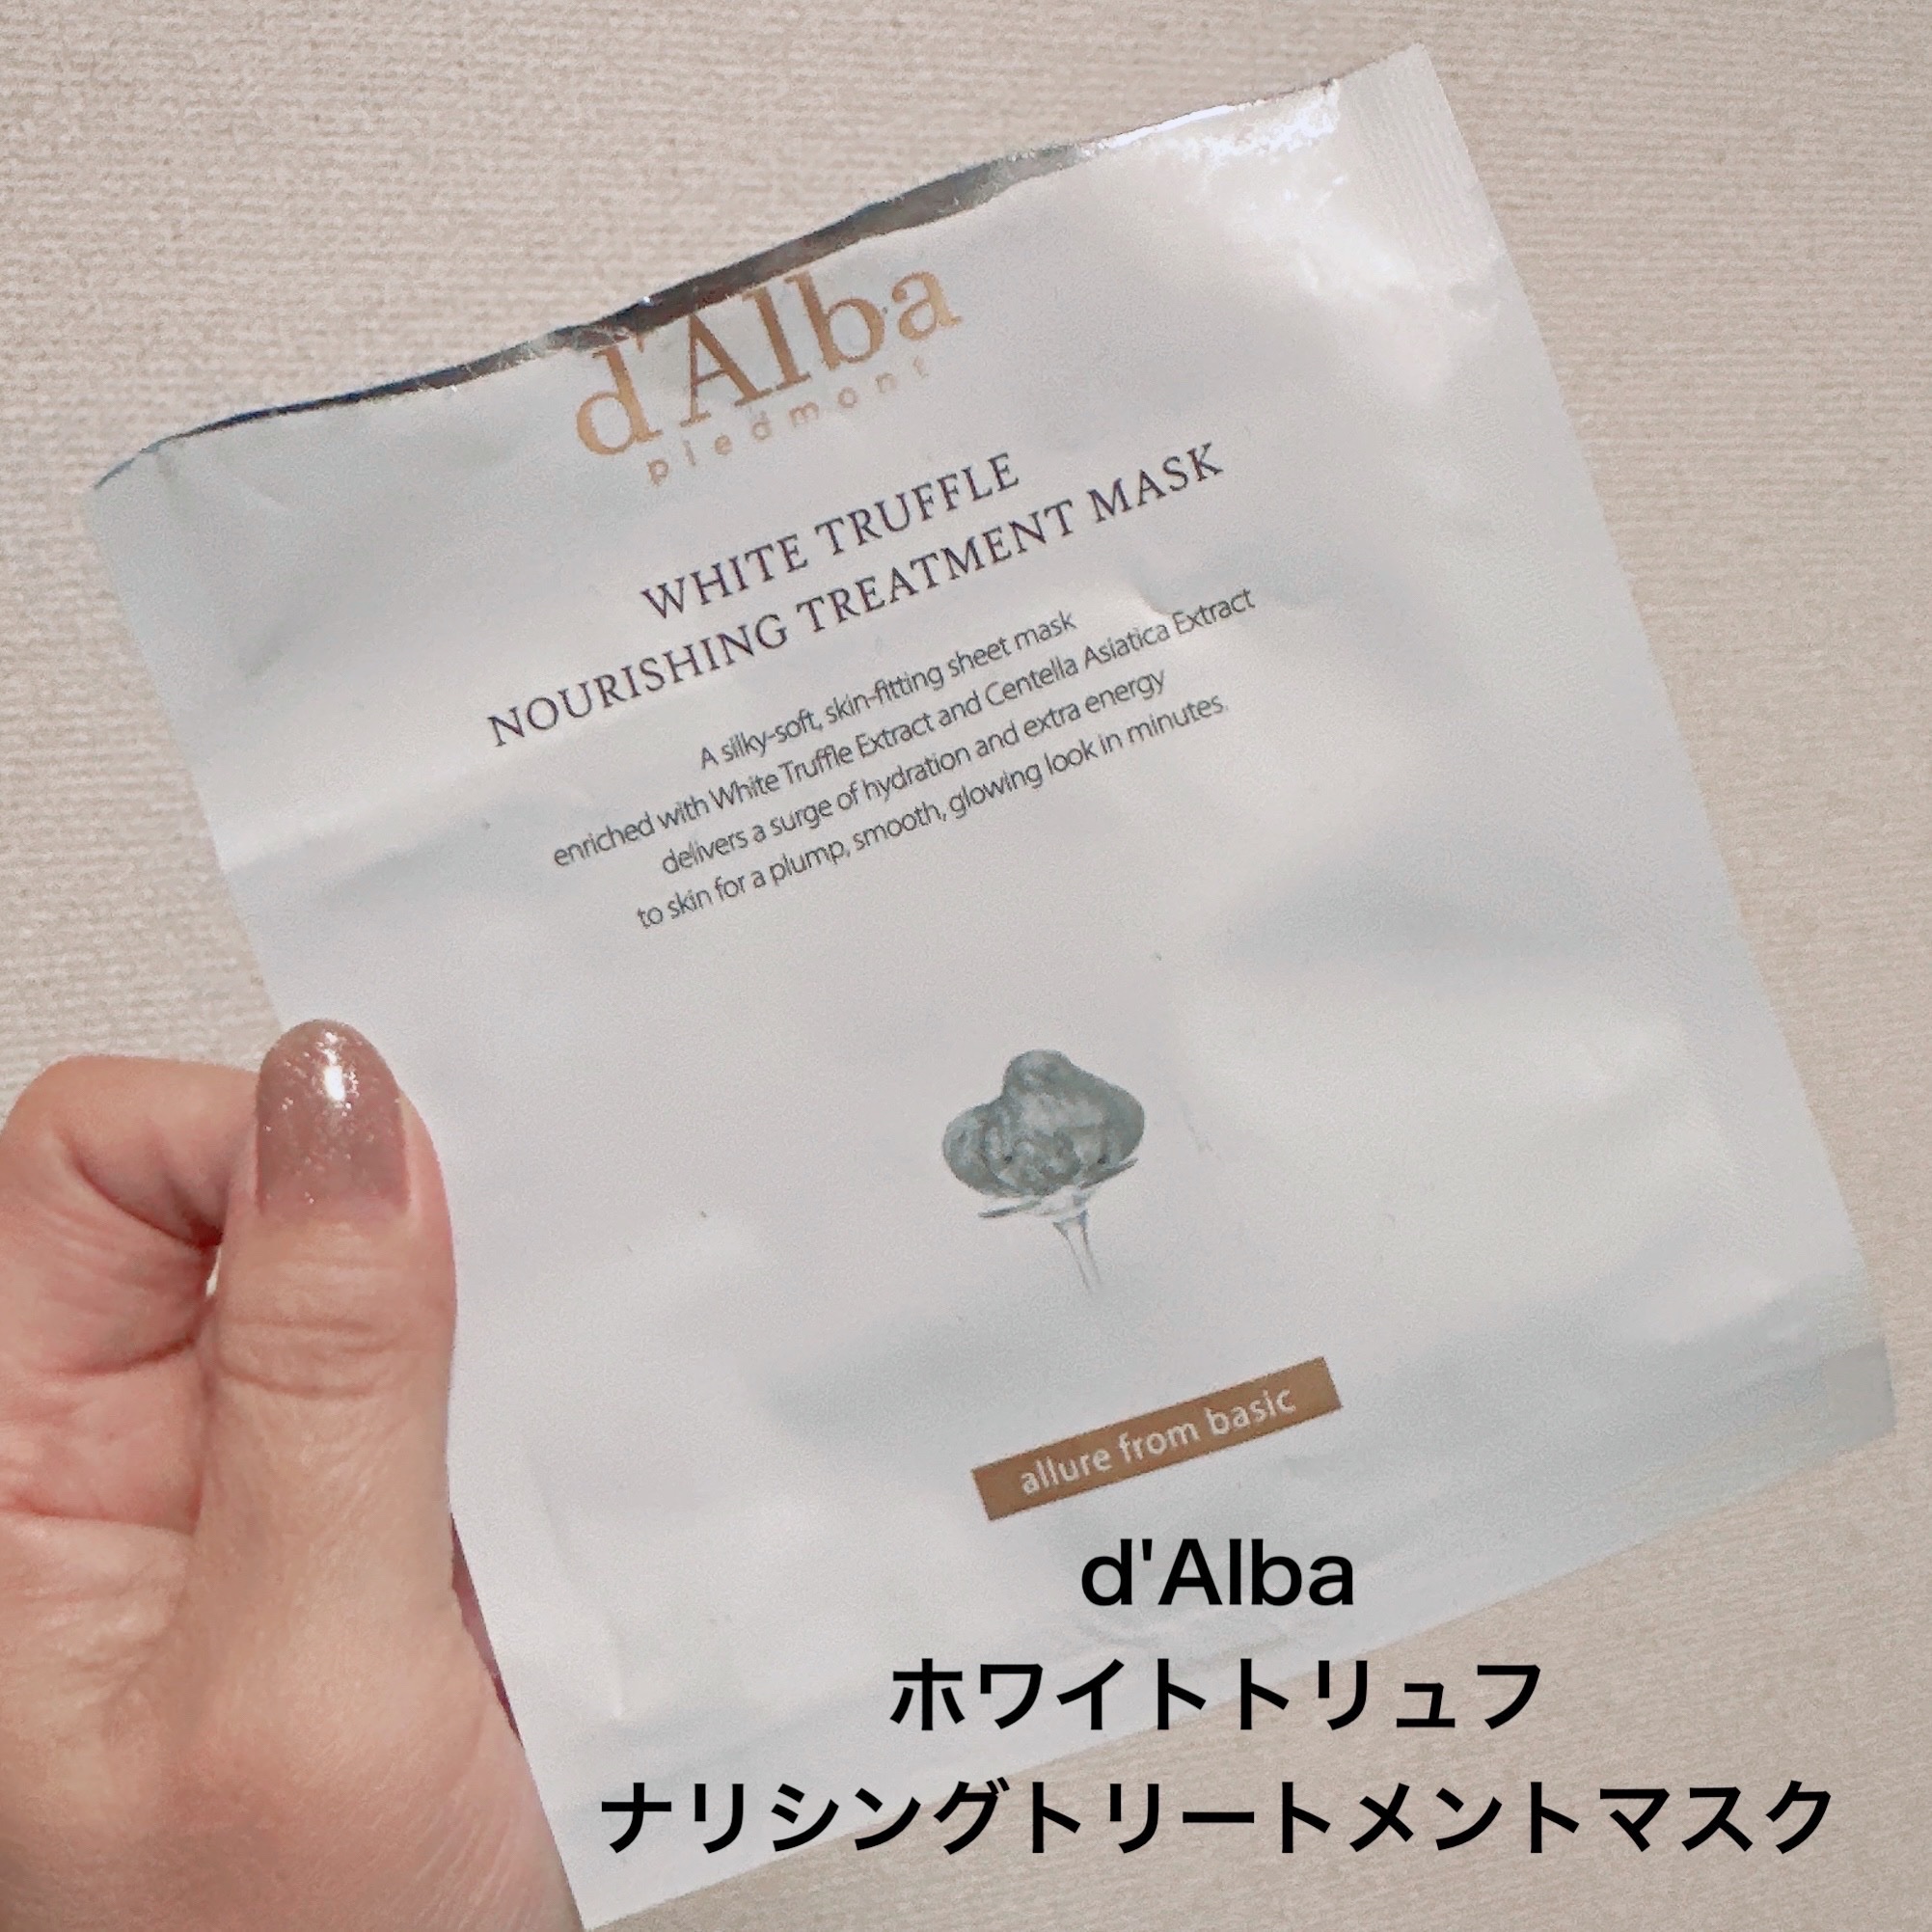 d'Alba
piedmont
WHITE TRUFFLE
NOURISHING TREATMENT MASK
A silky-soft, skin-fitting sheet mask
enriched with White Truffle Extract and Centella Asiatica Extract
delivers a surge of hydration and extra energy
to skin for a plump, smooth, glowing look in minutes.
allure from basic
d'Alba
ホワイトトリュフ
ナリシングトリートメントマスク